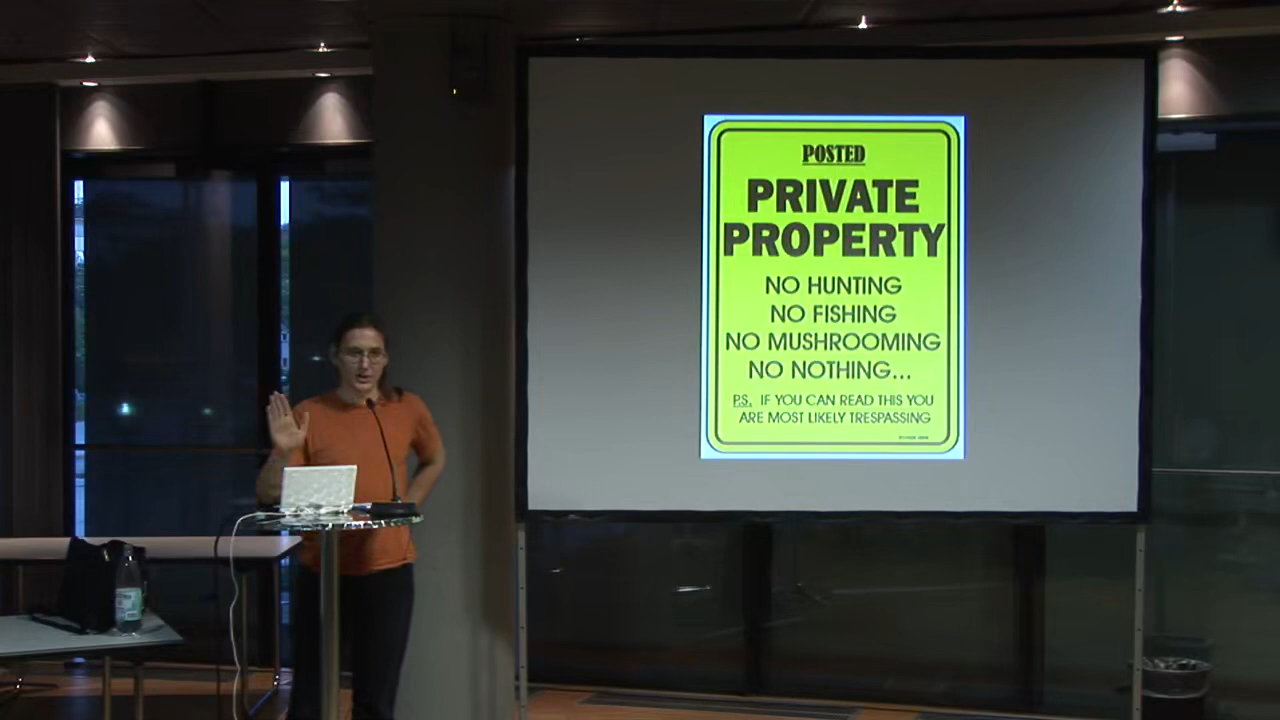 POSTED
PRIVATE
PROPERTY
NO HUNTING
NO FISHING
NO MUSHROOMING
NO NOTHING...
P.S. IF YOU CAN READ THIS YOU
ARE MOST LIKELY TRESPASSING